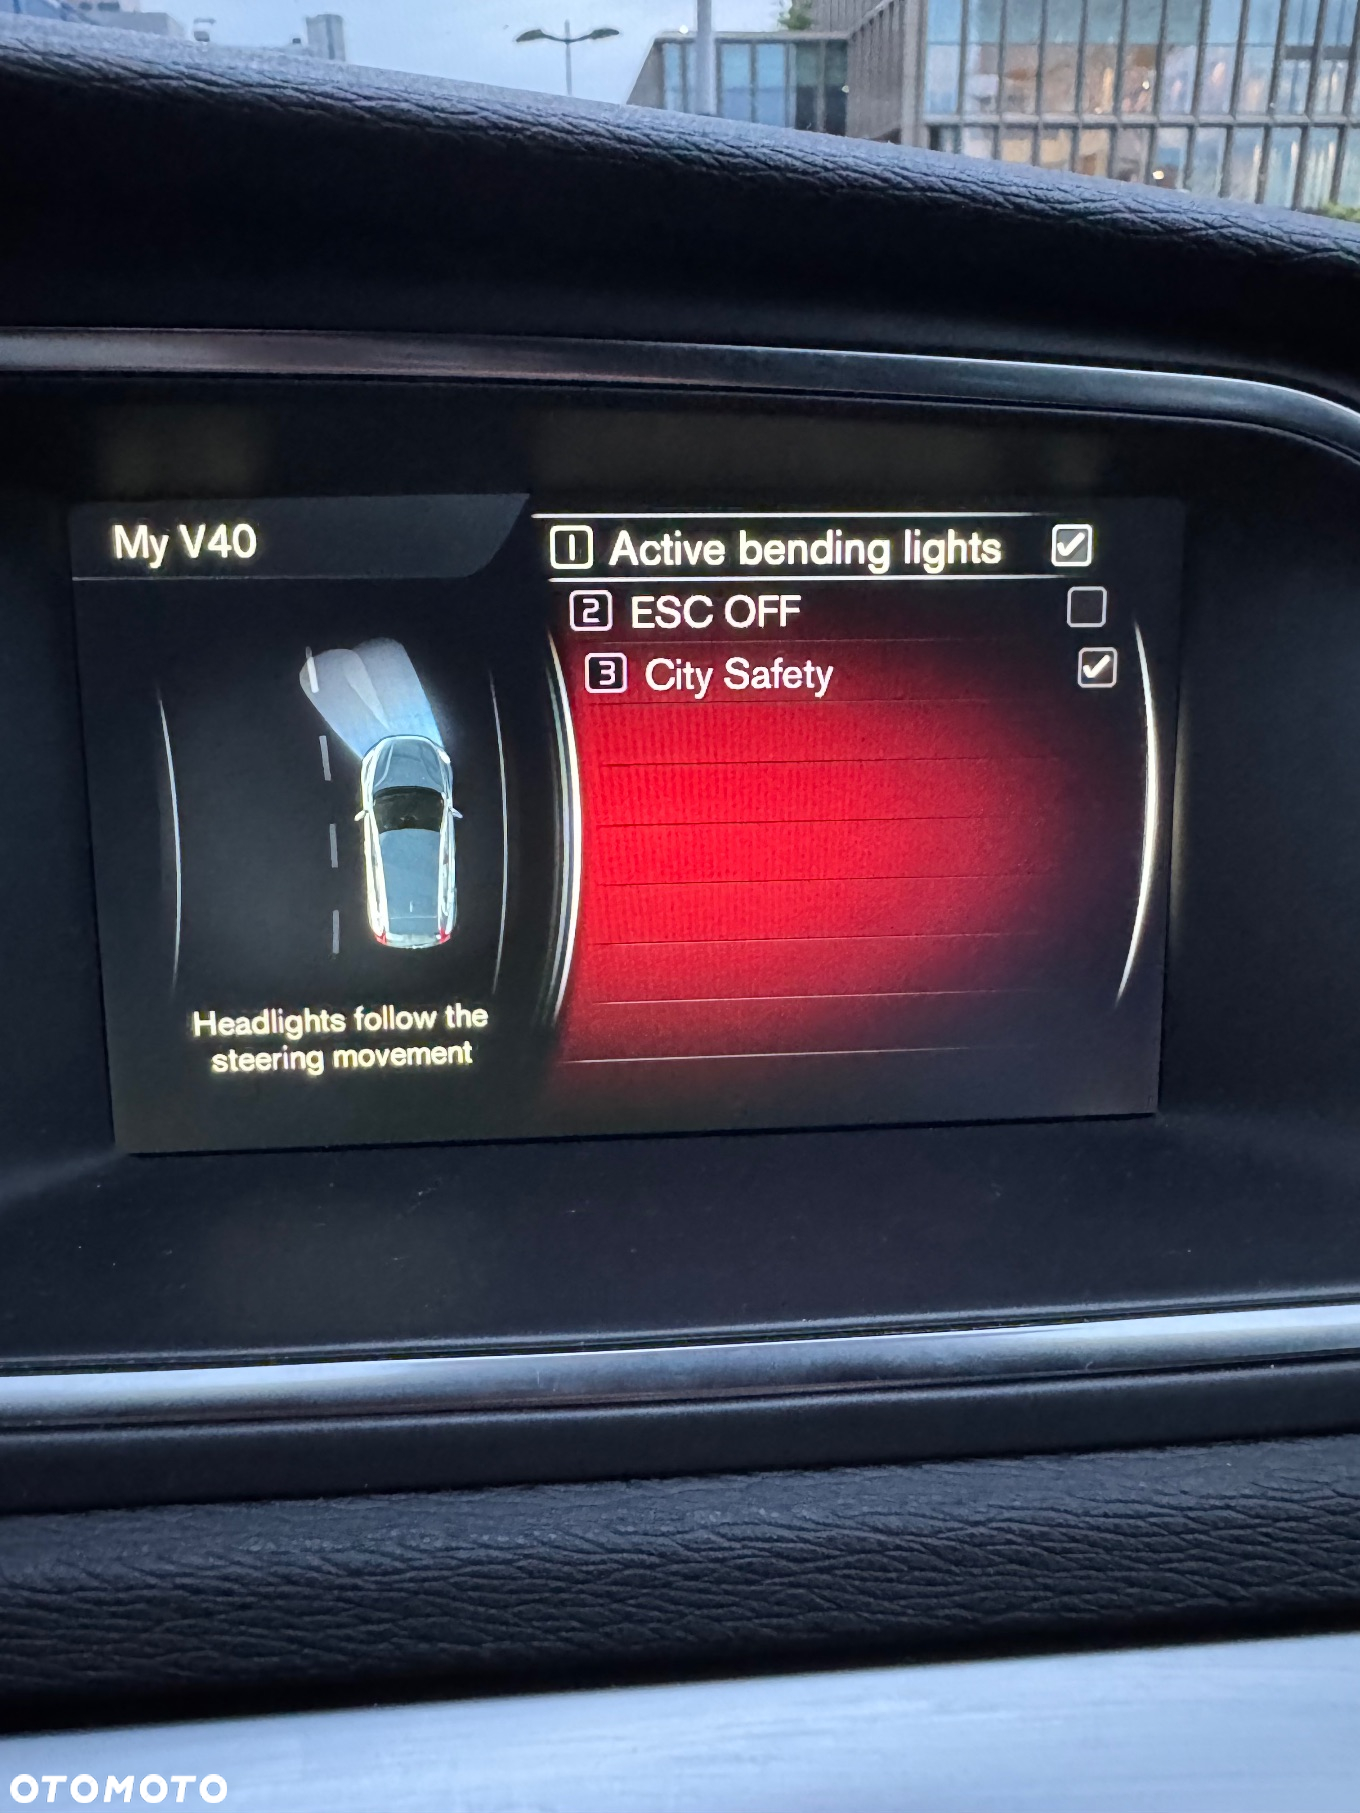 My V40
1 Active bending lights
2 ESC OFF
3 City Safety
Headlights follow the
steering movement
OTOMOTO